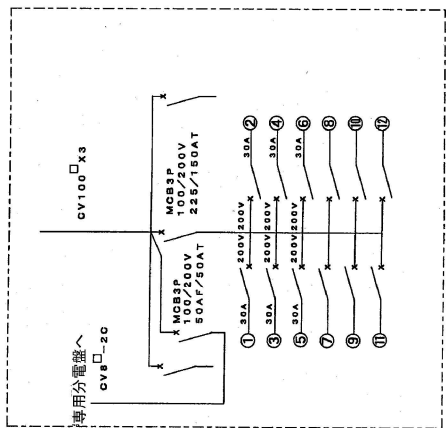 CV100□X3
専用分電盤へ
CV8□-2C
MCB3P
100/200V
50AF/50AT
MCB3P
100/200V
225/150AT
① 30A 200V 200V 30A ②
③ 30A 200V 200V 30A ④
⑤ 30A 200V 200V 30A ⑥
⑦ ⑧
⑨ ⑩
⑪ ⑫